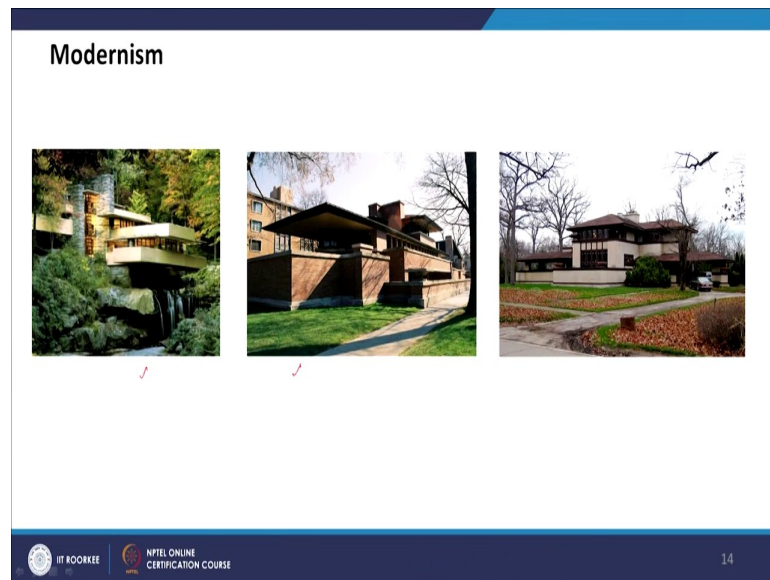 Modernism
IIT ROORKEE
NPTEL ONLINE
CERTIFICATION COURSE
14